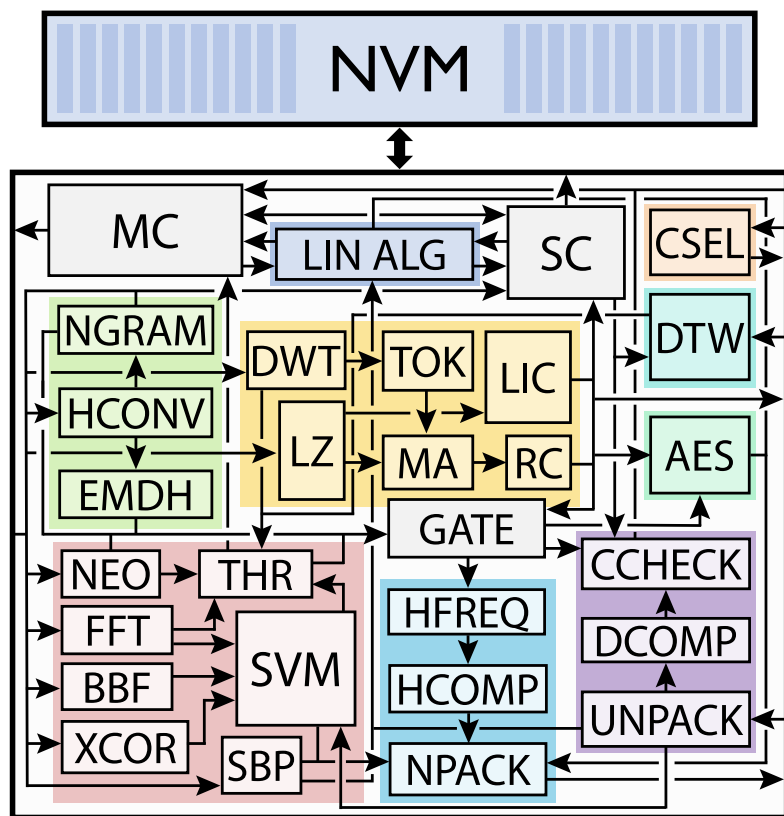 NVM
MC
LIN ALG
SC
CSEL
NGRAM
DWT
TOK
LIC
DTW
HCONV
LZ
MA
RC
AES
EMDH
GATE
NEO
THR
CCHECK
FFT
HFREQ
DCOMP
SVM
BBF
HCOMP
UNPACK
XCOR
SBP
NPACK